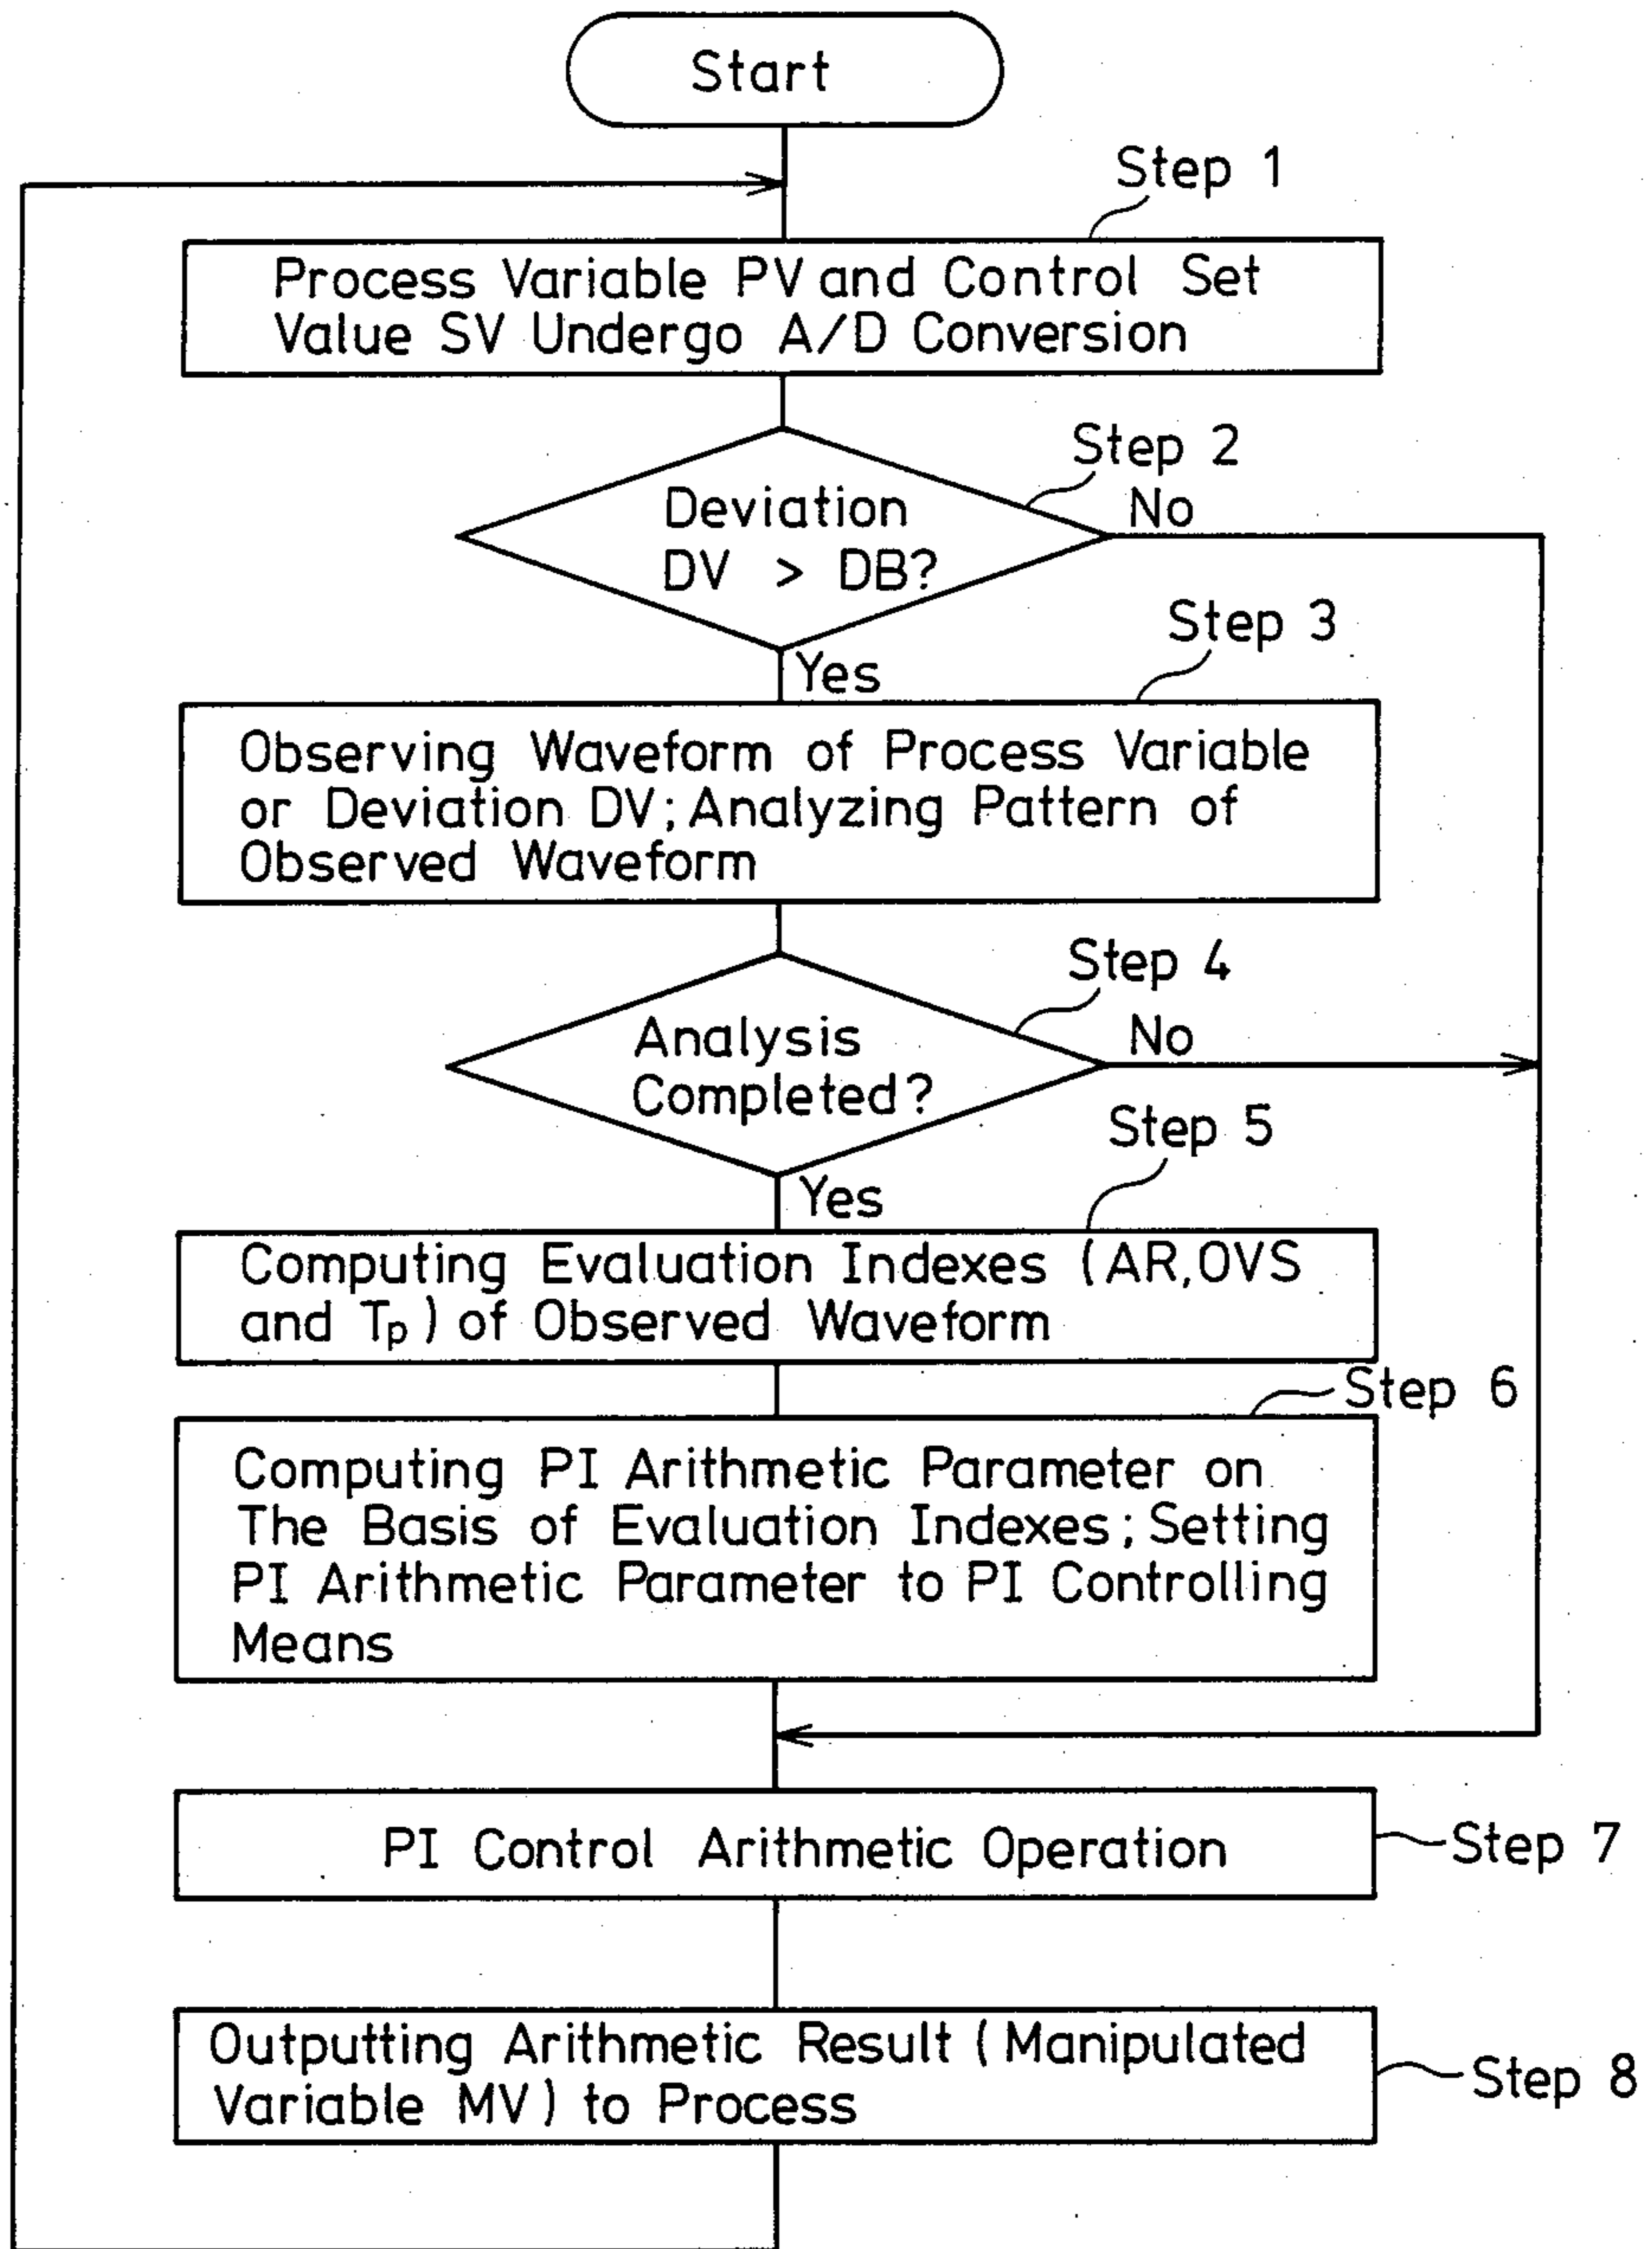 Start
Step 1
Process Variable PV and Control Set
Value SV Undergo A/D Conversion
Step 2
Deviation
DV > DB?
No
Step 3
Yes
Observing Waveform of Process Variable
or Deviation DV; Analyzing Pattern of
Observed Waveform
Step 4
Analysis
Completed?
No
Step 5
Yes
Computing Evaluation Indexes (AR,OVS
and Tp) of Observed Waveform
Step 6
Computing PI Arithmetic Parameter on
The Basis of Evaluation Indexes; Setting
PI Arithmetic Parameter to PI Controlling
Means
PI Control Arithmetic Operation
Step 7
Outputting Arithmetic Result (Manipulated
Variable MV) to Process
Step 8